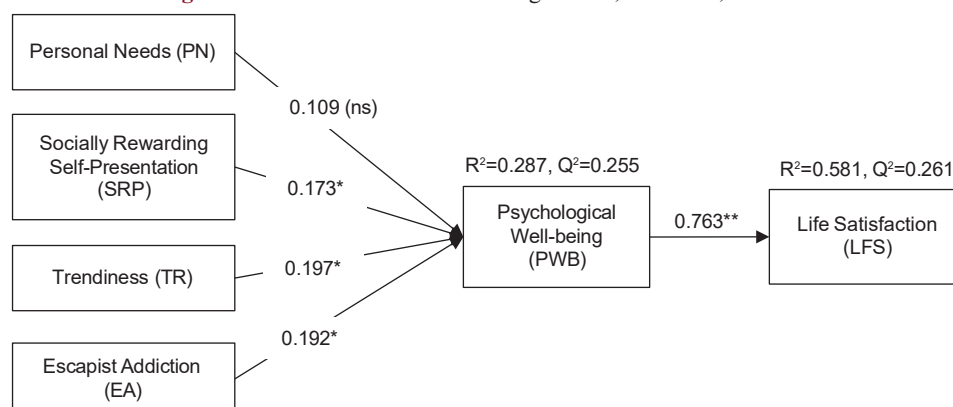 Personal Needs (PN)
0.109 (ns)
Socially Rewarding
Self-Presentation
(SRP)
0.173*
R²=0.287, Q²=0.255
R²=0.581, Q²=0.261
Psychological
Well-being
(PWB)
0.763**
Life Satisfaction
(LFS)
Trendiness (TR)
0.197*
0.192*
Escapist Addiction
(EA)